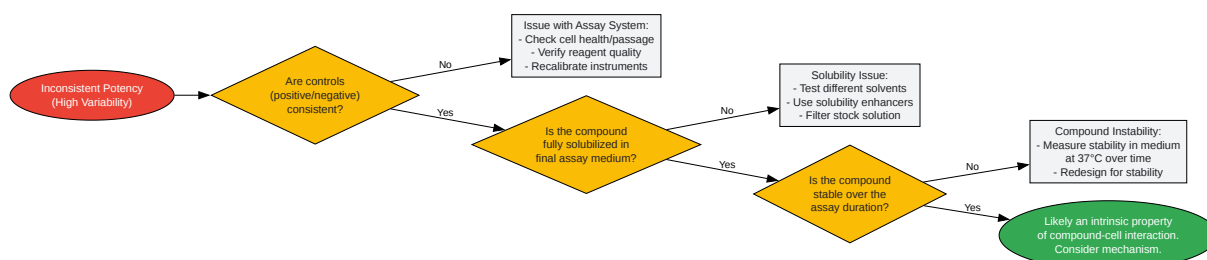 Inconsistent Potency
(High Variability)
Are controls
(positive/negative)
consistent?
No
Issue with Assay System:
- Check cell health/passage
- Verify reagent quality
- Recalibrate instruments
Yes
Is the compound
fully solubilized in
final assay medium?
No
Solubility Issue:
- Test different solvents
- Use solubility enhancers
- Filter stock solution
Yes
Is the compound
stable over the
assay duration?
No
Compound Instability:
- Measure stability in medium
at 37°C over time
- Redesign for stability
Yes
Likely an intrinsic property
of compound-cell interaction.
Consider mechanism.